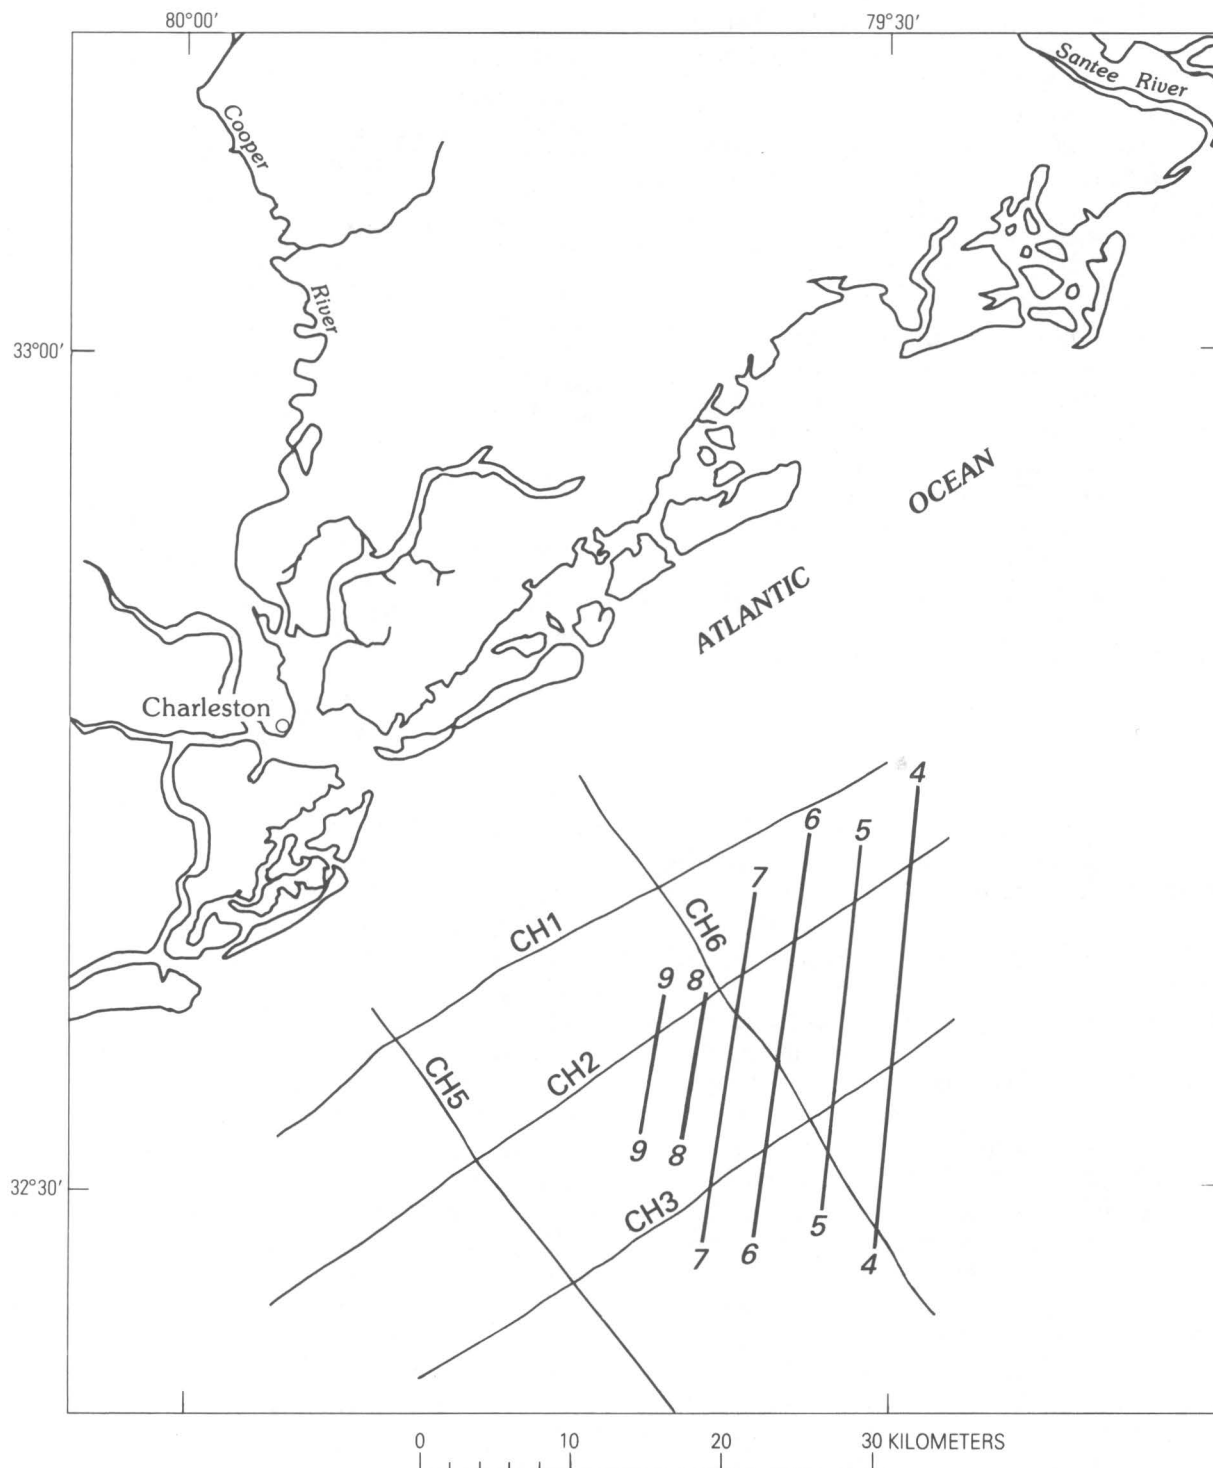 80°00′
79°30′
Santee River
Cooper
River
33°00′
OCEAN
ATLANTIC
Charleston
4
6
5
7
CH1
CH6
9
8
CH2
CH5
9
8
32°30′
CH3
5
7
6
4
0
10
20
30 KILOMETERS